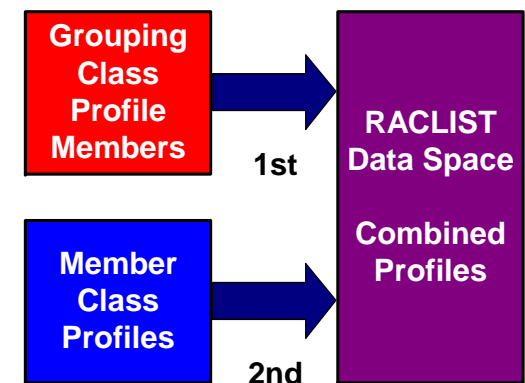 Grouping
Class
Profile
Members
1st
Member
Class
Profiles
2nd
RACLIST
Data Space
Combined
Profiles